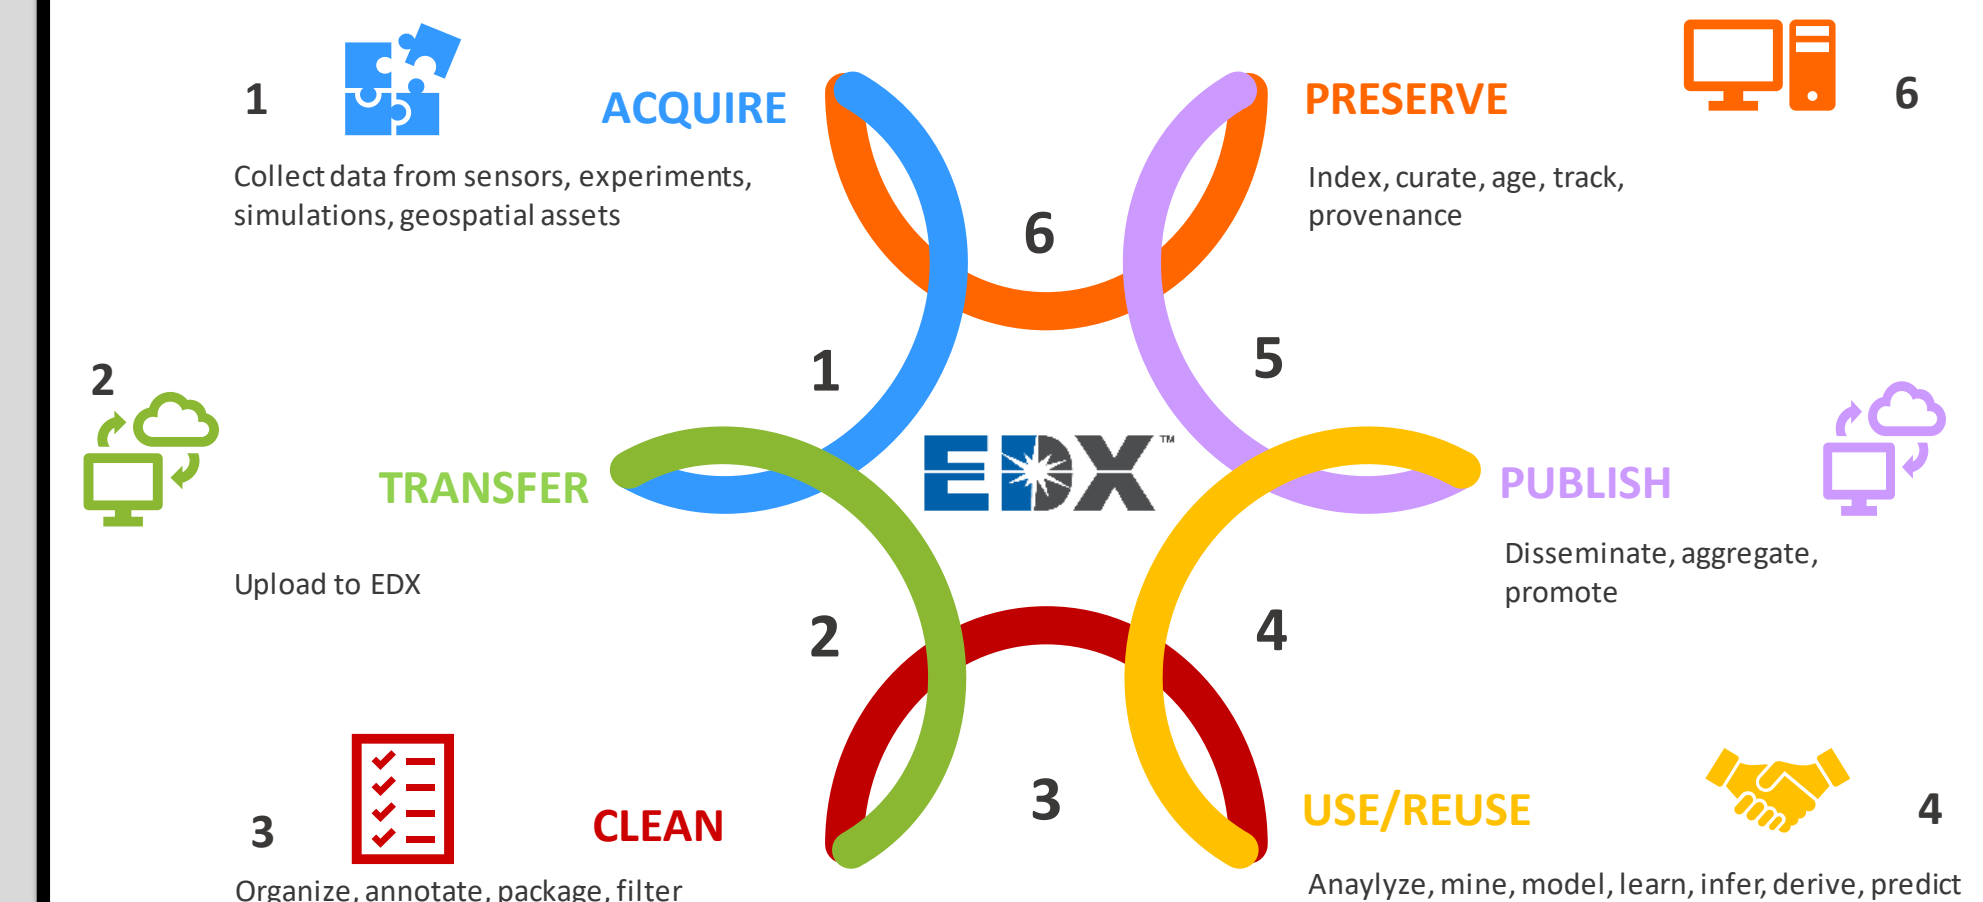 1
ACQUIRE
Collect data from sensors, experiments,
simulations, geospatial assets
PRESERVE
6
Index, curate, age, track,
provenance
6
1
5
2
TRANSFER
Upload to EDX
EDX™
PUBLISH
Disseminate, aggregate,
promote
2
4
3
3
CLEAN
Organize, annotate, package, filter
USE/REUSE
4
Anaylyze, mine, model, learn, infer, derive, predict